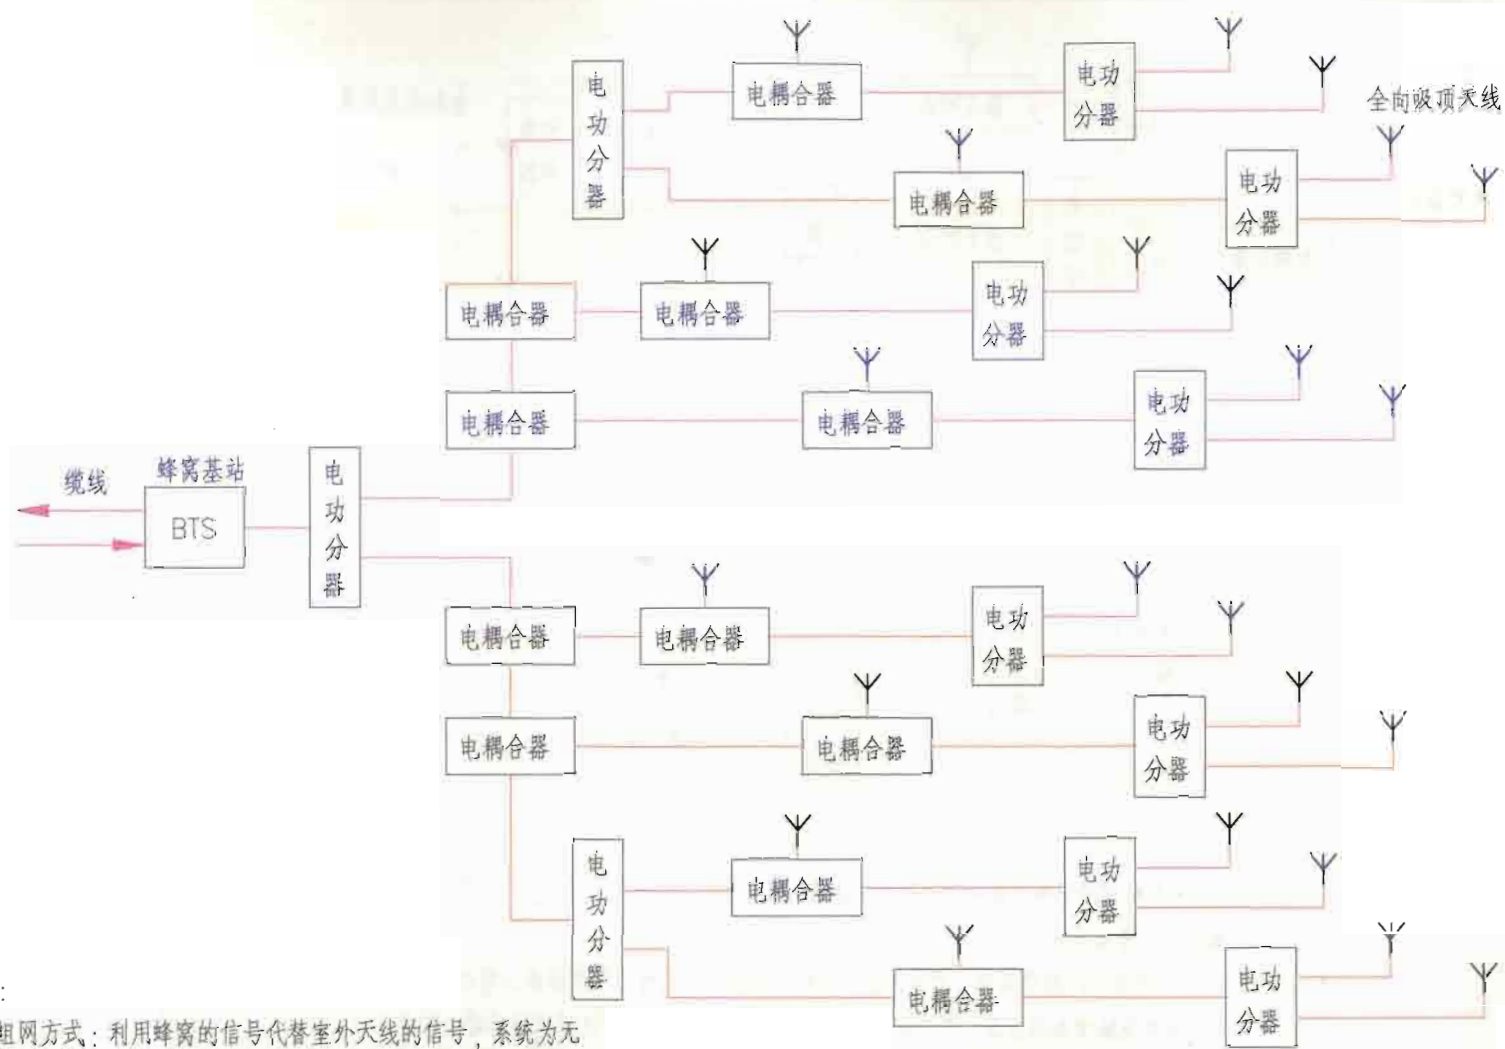 电功分器
电耦合器
电功分器
全向吸顶天线
电耦合器
电功分器
电耦合器
电耦合器
电功分器
电耦合器
电耦合器
电功分器
缆线
蜂窝基站
BTS
电功分器
电耦合器
电耦合器
电功分器
电耦合器
电耦合器
电功分器
电功分器
电耦合器
电功分器
电耦合器
电功分器
:
组网方式: 利用蜂窝的信号代替室外天线的信号, 系统为无